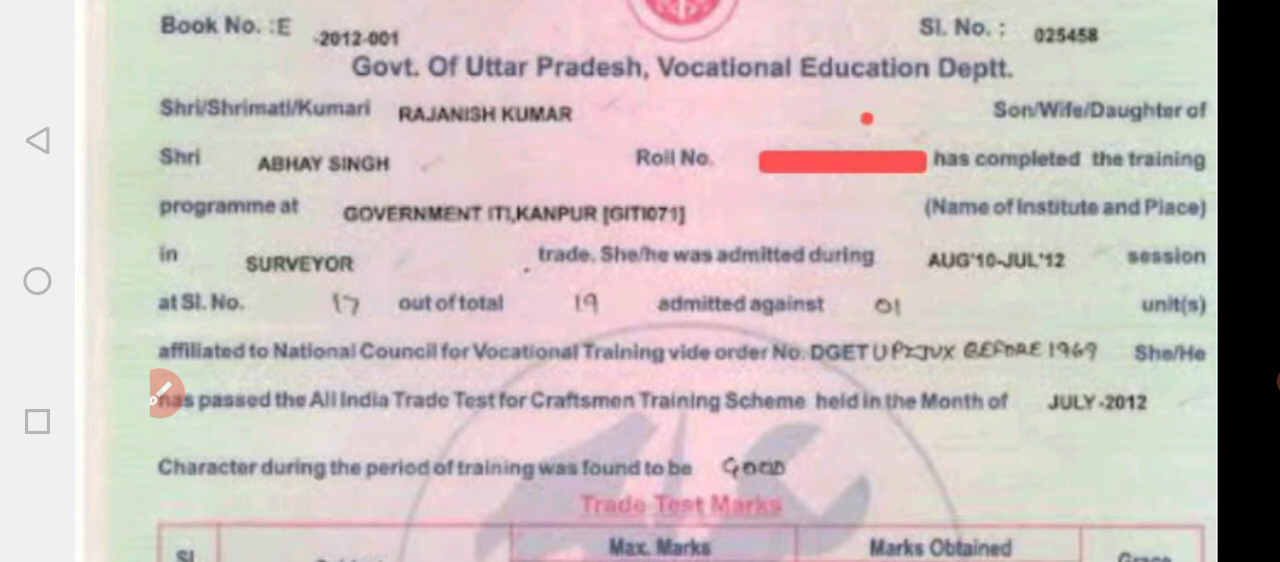 Book No. :E -2012-001 Sl. No. : 025458
Govt. Of Uttar Pradesh, Vocational Education Deptt.
Shri/Shrimati/Kumari RAJANISH KUMAR Son/Wife/Daughter of
Shri ABHAY SINGH Roll No. has completed the training
programme at GOVERNMENT ITI,KANPUR [GITI071] (Name of Institute and Place)
in SURVEYOR trade. She/he was admitted during AUG'10-JUL'12 session
at Sl. No. 17 out of total 19 admitted against 01 unit(s)
affiliated to National Council for Vocational Training vide order No. DGET BEFORE 1969 She/He
has passed the All India Trade Test for Craftsmen Training Scheme held in the Month of JULY-2012
Character during the period of training was found to be GOOD
Trade Test Marks
Sl. Max. Marks Marks Obtained